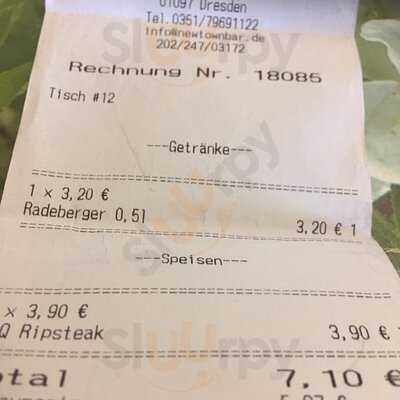 01097 Dresden
Tel.0351/79691122
info@newtownbar.de
202/247/03172
Rechnung Nr. 18085
Tisch #12
---Getränke---
1 x 3,20 €
Radeberger 0,5l 3,20 € 1
---Speisen---
x 3,90 €
Q Ripsteak 3,90 €
otal 7,10 €